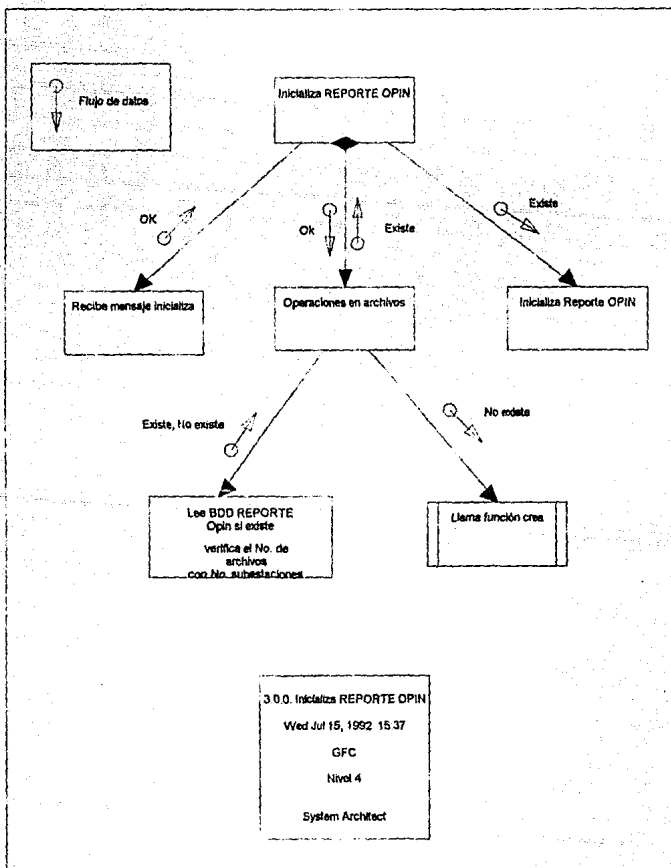 Flujo de datos
Inicializa REPORTE OPIN
OK
Ok
Existe
Existe
Recibe mensaje inicializa
Operaciones en archivos
Inicializa Reporte OPIN
Existe, No existe
No existe
Lee BDD REPORTE
Opin si existe
verifica el No. de
archivos
con No. subestaciones
Llama función crea
3.0.0. Inicializa REPORTE OPIN
Wed Jul 15, 1992 15:37
GFC
Nivel 4
System Architect